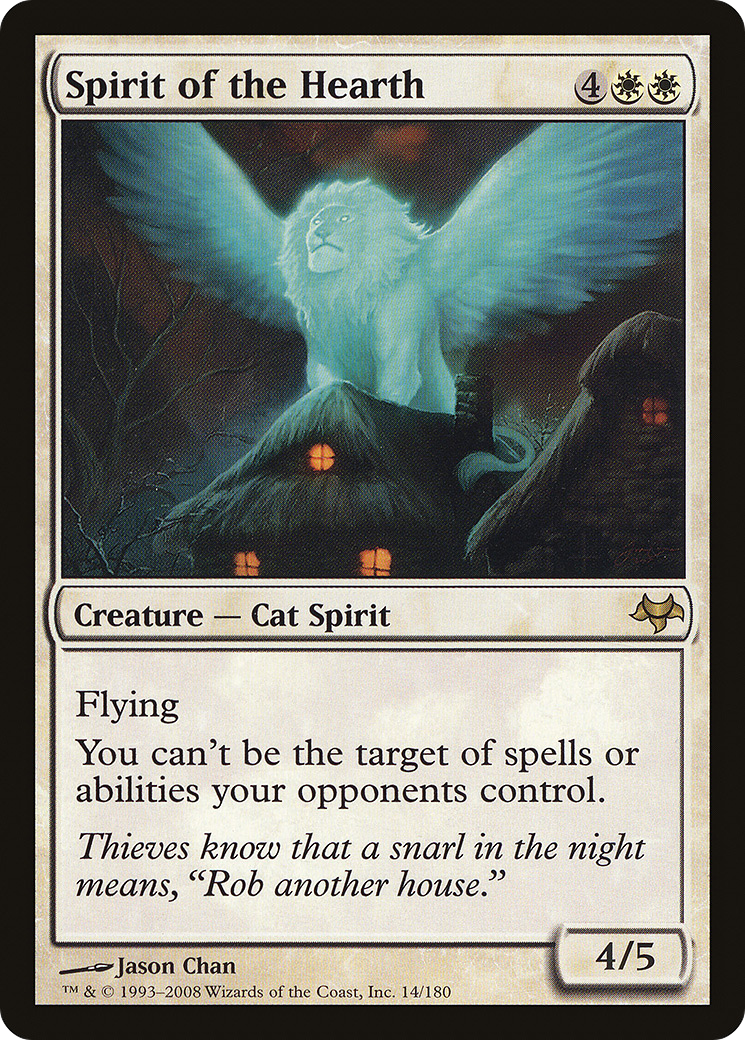 Spirit of the Hearth 4
Creature — Cat Spirit
Flying
You can't be the target of spells or
abilities your opponents control.
Thieves know that a snarl in the night
means, “Rob another house.”
4/5
Jason Chan
™ & © 1993–2008 Wizards of the Coast, Inc. 14/180